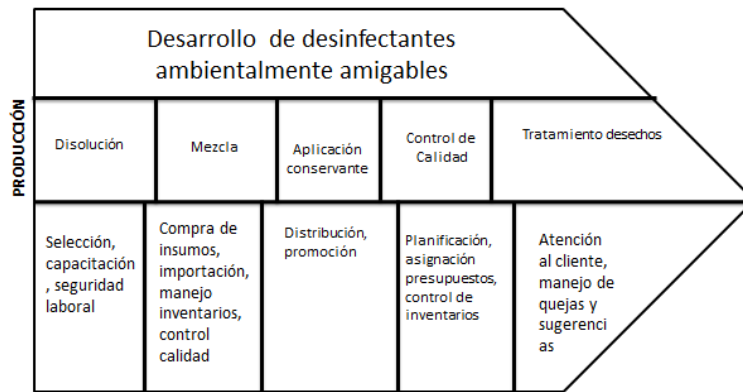 Desarrollo de desinfectantes
ambientalmente amigables
PRODUCCIÓN
Disolución
Mezcla
Aplicación
conservante
Control de
Calidad
Tratamiento desechos
Selección,
capacitación
, seguridad
laboral
Compra de
insumos,
importación,
manejo
inventarios,
control
calidad
Distribución,
promoción
Planificación,
asignación
presupuestos,
control de
inventarios
Atención
al cliente,
manejo de
quejas y
sugerenci
as